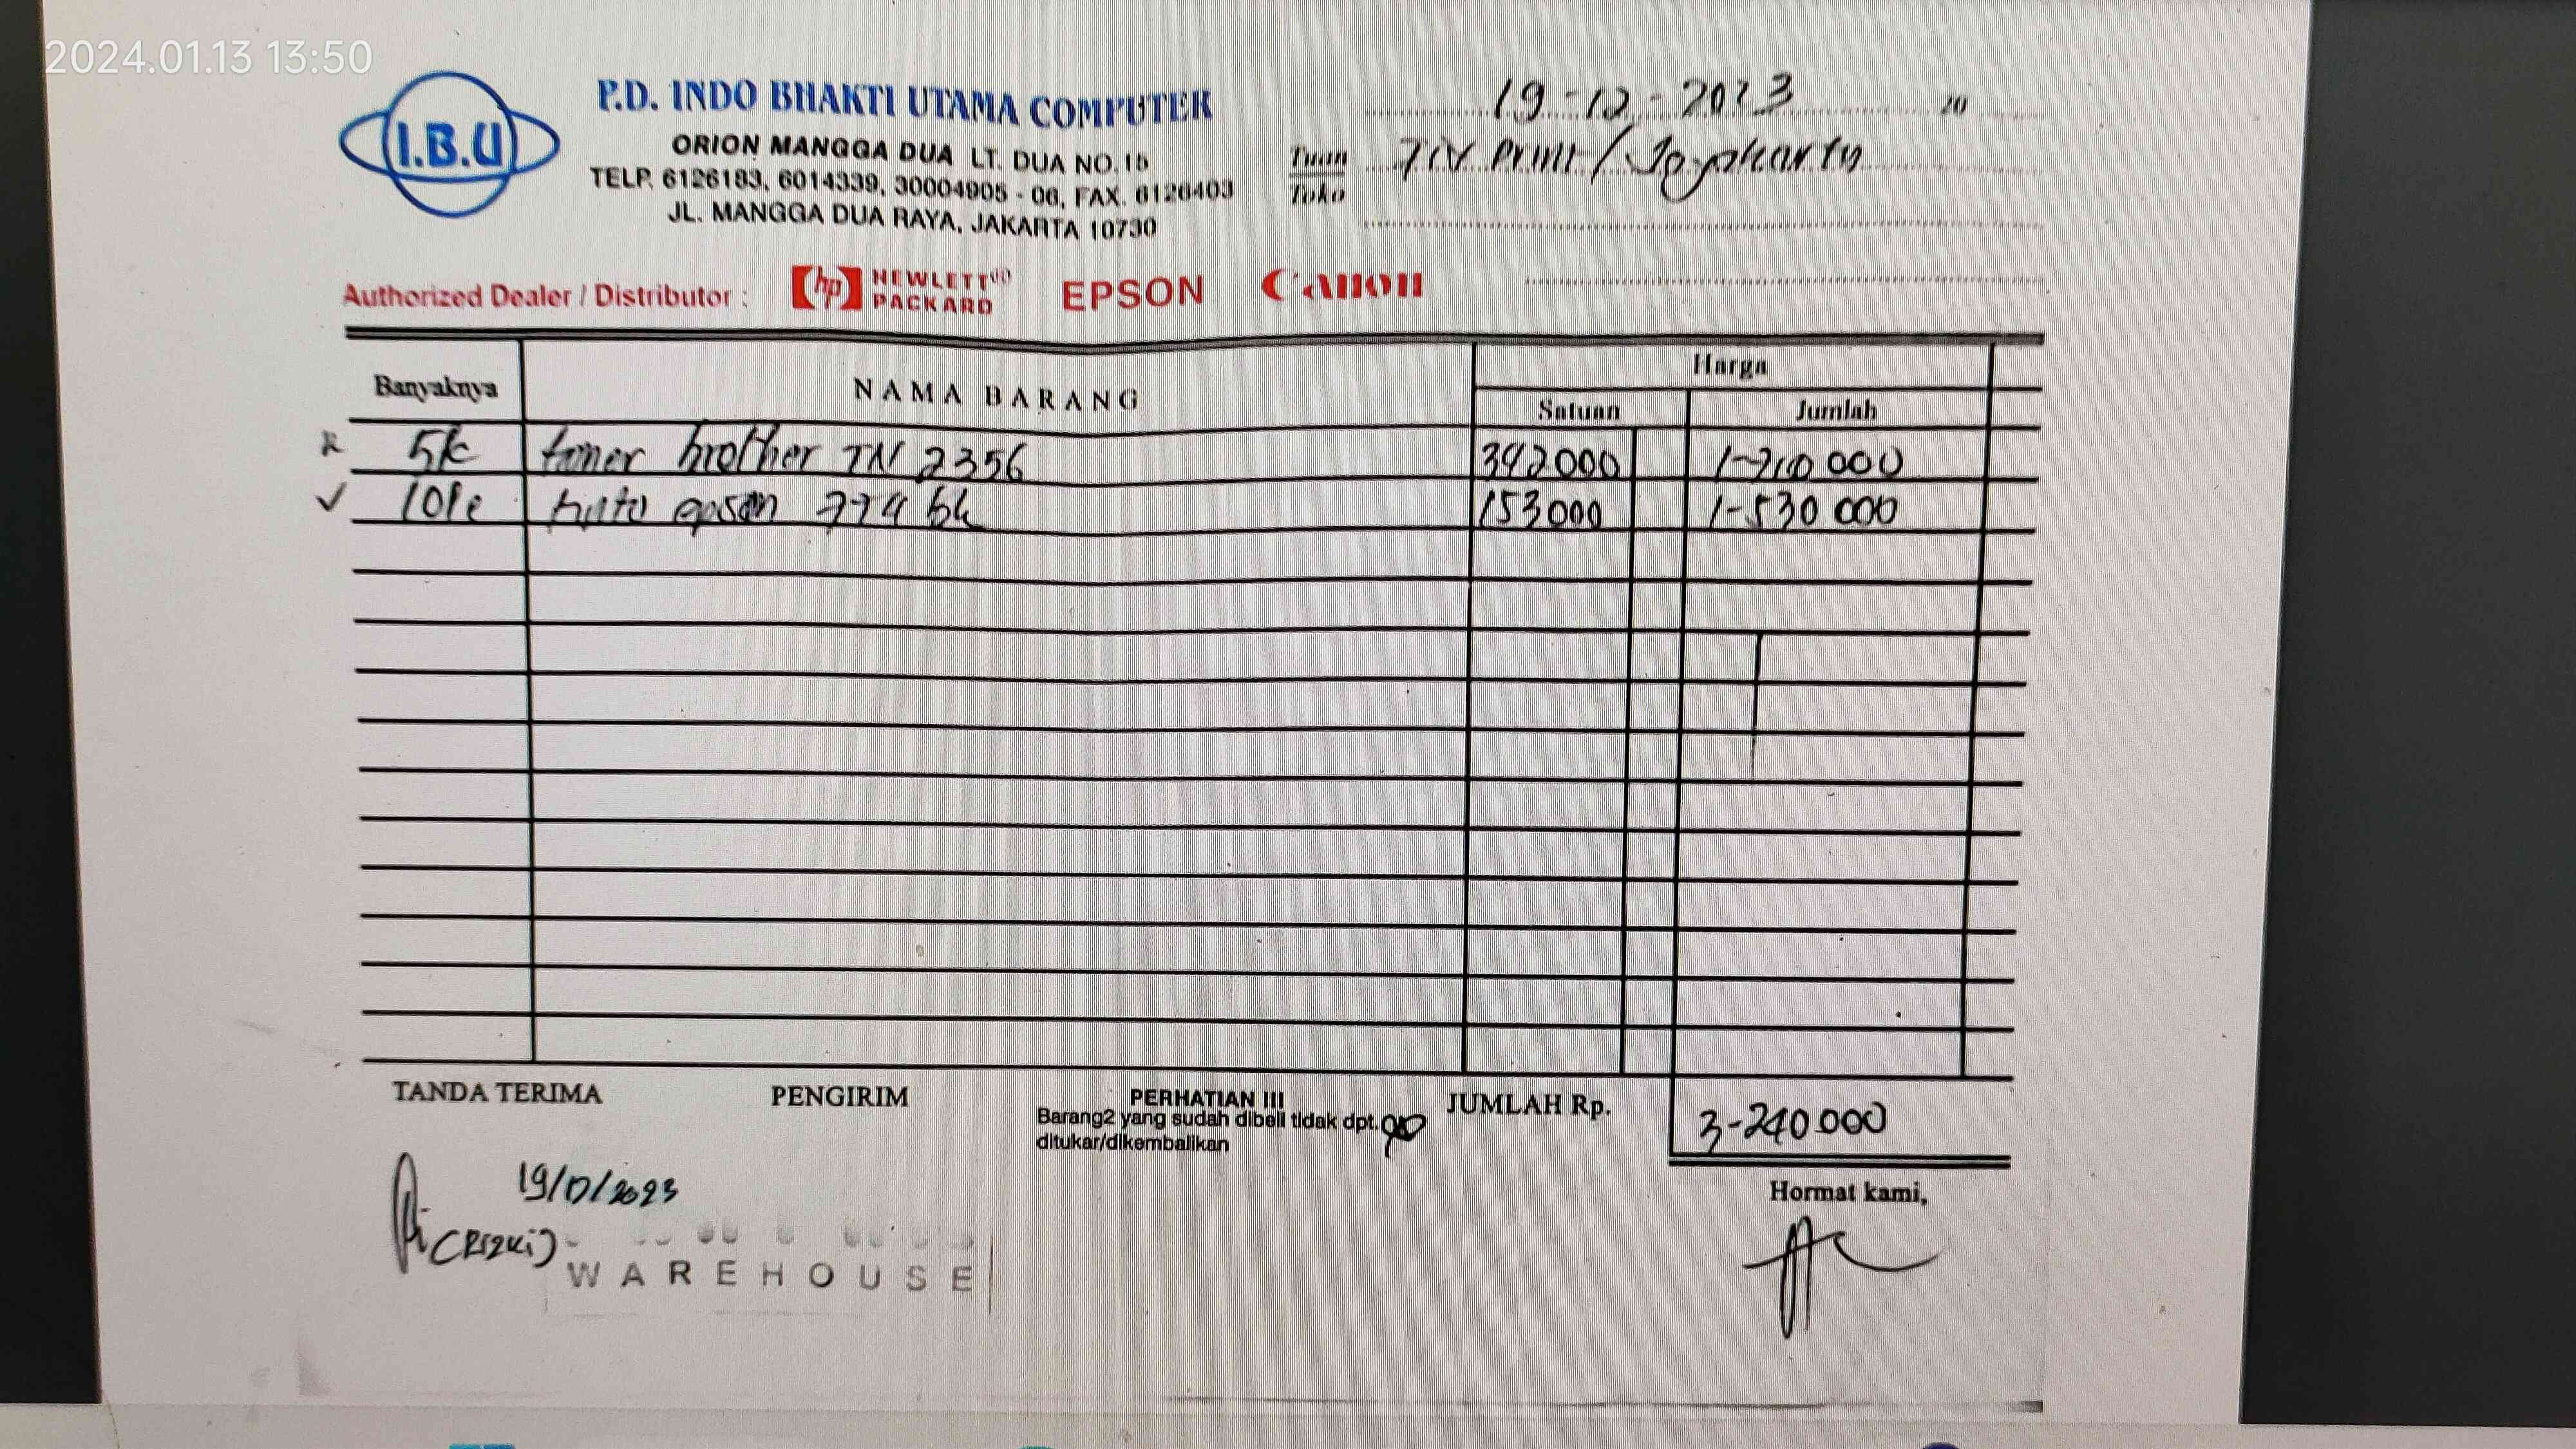 2024.01.13 13:50
I.B.U
P.D. INDO BHAKTI UTAMA COMPUTER
ORION MANGGA DUA LT. DUA NO.15
TELP. 6126183, 6014339, 30004905 - 06, FAX. 6126403
JL. MANGGA DUA RAYA, JAKARTA 10730
19-12-2023 20
Tuan
Toko
Print /
Authorized Dealer / Distributor : hp HEWLETT PACKARD EPSON Canon
Banyaknya NAMA BARANG Harga
Satuan Jumlah
toner brother TN 2356 342000 1-710 000
epson 774 bk 153000 1-530 000
TANDA TERIMA PENGIRIM PERHATIAN !!! JUMLAH Rp. 3-240 000
Barang2 yang sudah dibeli tidak dpt.
ditukar/dikembalikan
Hormat kami,
19/12/2023
(Rizki)
WAREHOUSE